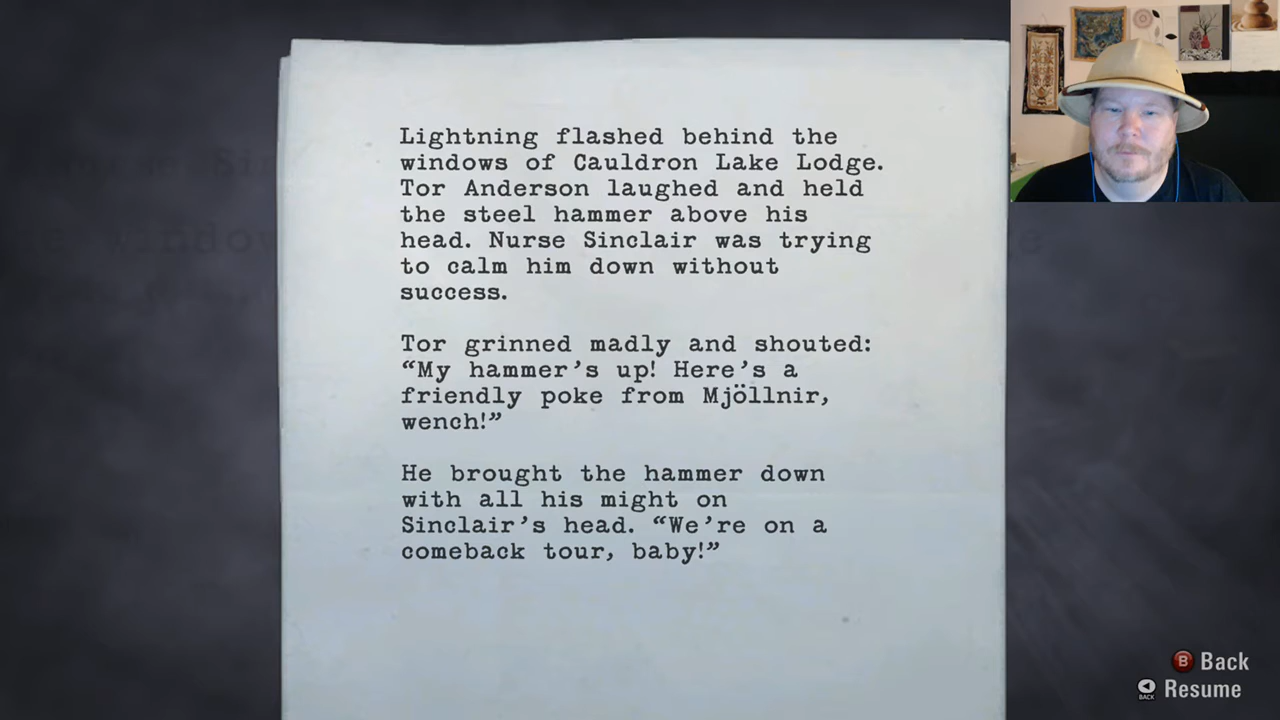 Lightning flashed behind the
windows of Cauldron Lake Lodge.
Tor Anderson laughed and held
the steel hammer above his
head. Nurse Sinclair was trying
to calm him down without
success.
Tor grinned madly and shouted:
“My hammer’s up! Here’s a
friendly poke from Mjöllnir,
wench!”
He brought the hammer down
with all his might on
Sinclair’s head. “We’re on a
comeback tour, baby!”
B Back
BACK Resume